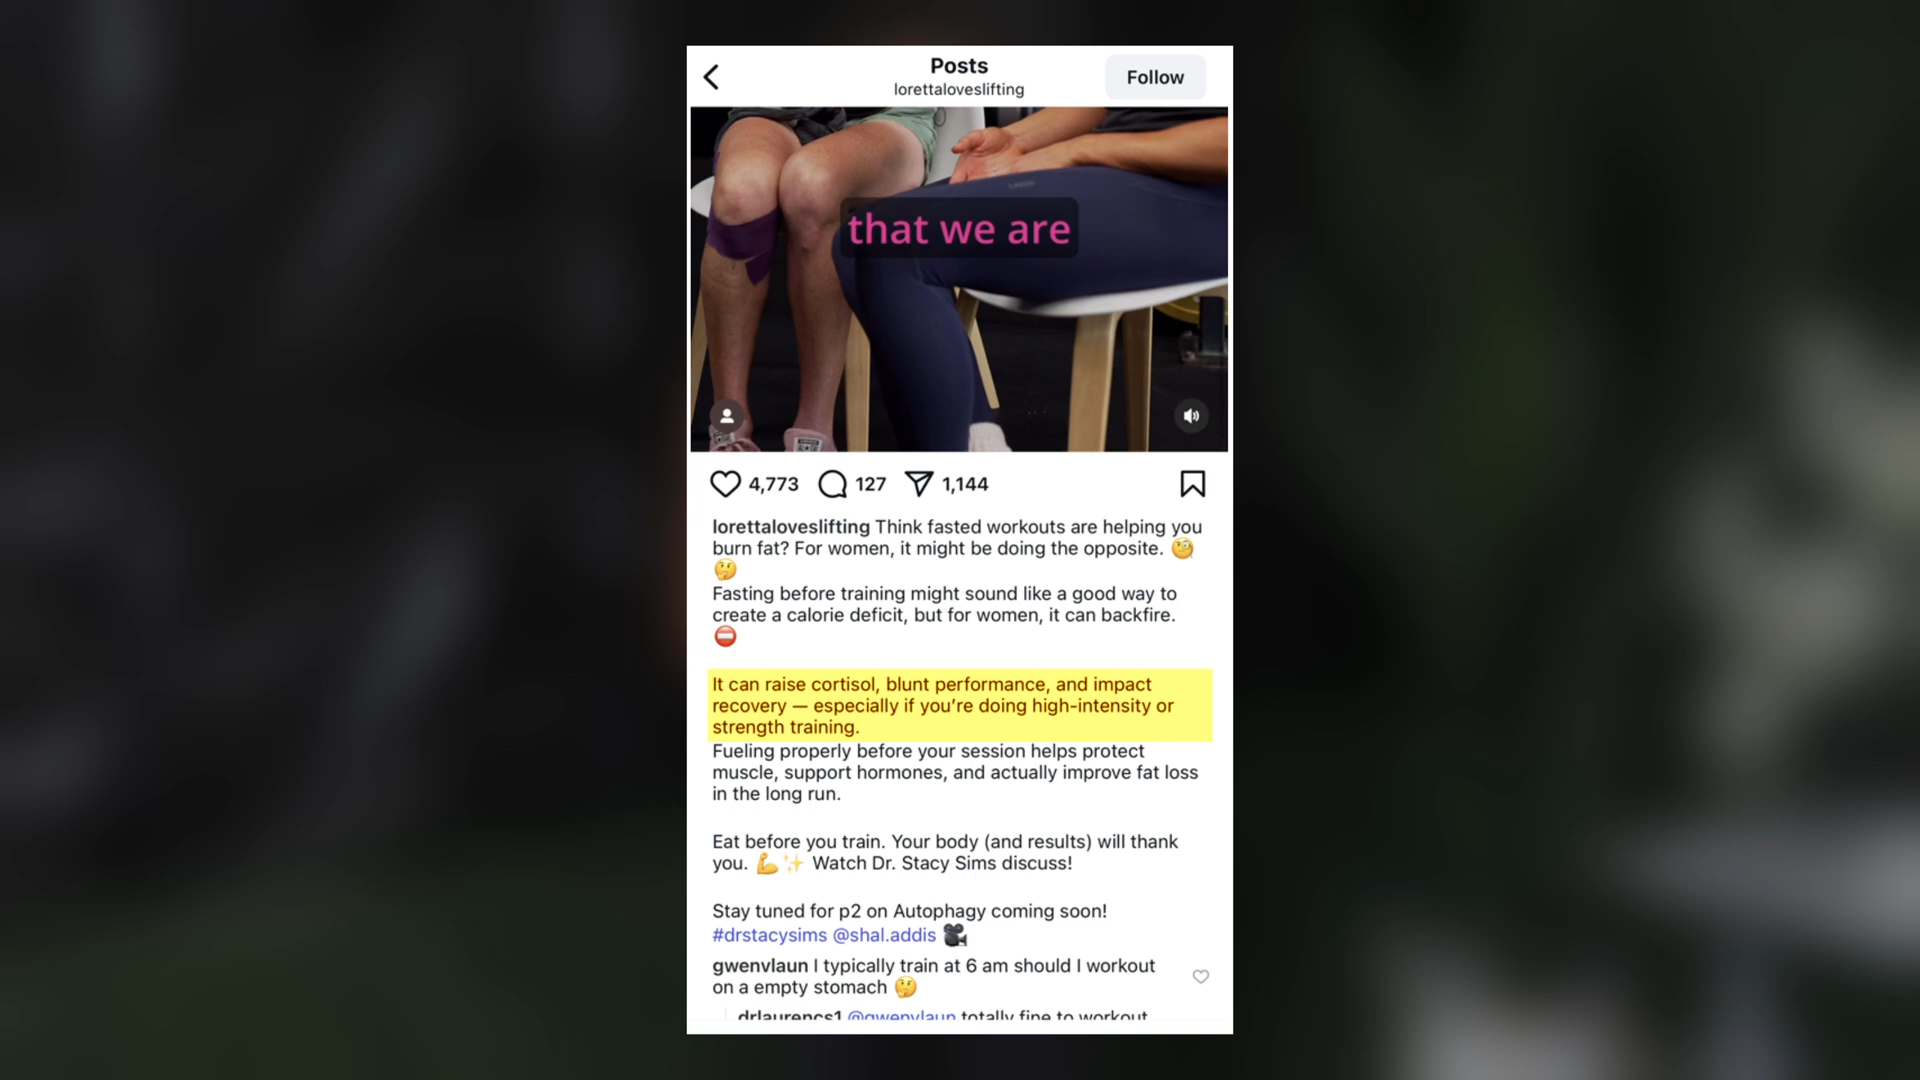 Posts
lorettaloveslifting
Follow
that we are
4,773
127
1,144
lorettaloveslifting Think fasted workouts are helping you
burn fat? For women, it might be doing the opposite. 🧐
🤔
Fasting before training might sound like a good way to
create a calorie deficit, but for women, it can backfire.
⛔
It can raise cortisol, blunt performance, and impact
recovery — especially if you’re doing high-intensity or
strength training.
Fueling properly before your session helps protect
muscle, support hormones, and actually improve fat loss
in the long run.
Eat before you train. Your body (and results) will thank
you. 💪✨ Watch Dr. Stacy Sims discuss!
Stay tuned for p2 on Autophagy coming soon!
#drstacysims @shal.addis 🎥
gwenvlaun I typically train at 6 am should I workout
on a empty stomach 🤔
drlaurencs1 @gwenvlaun totally fine to workout